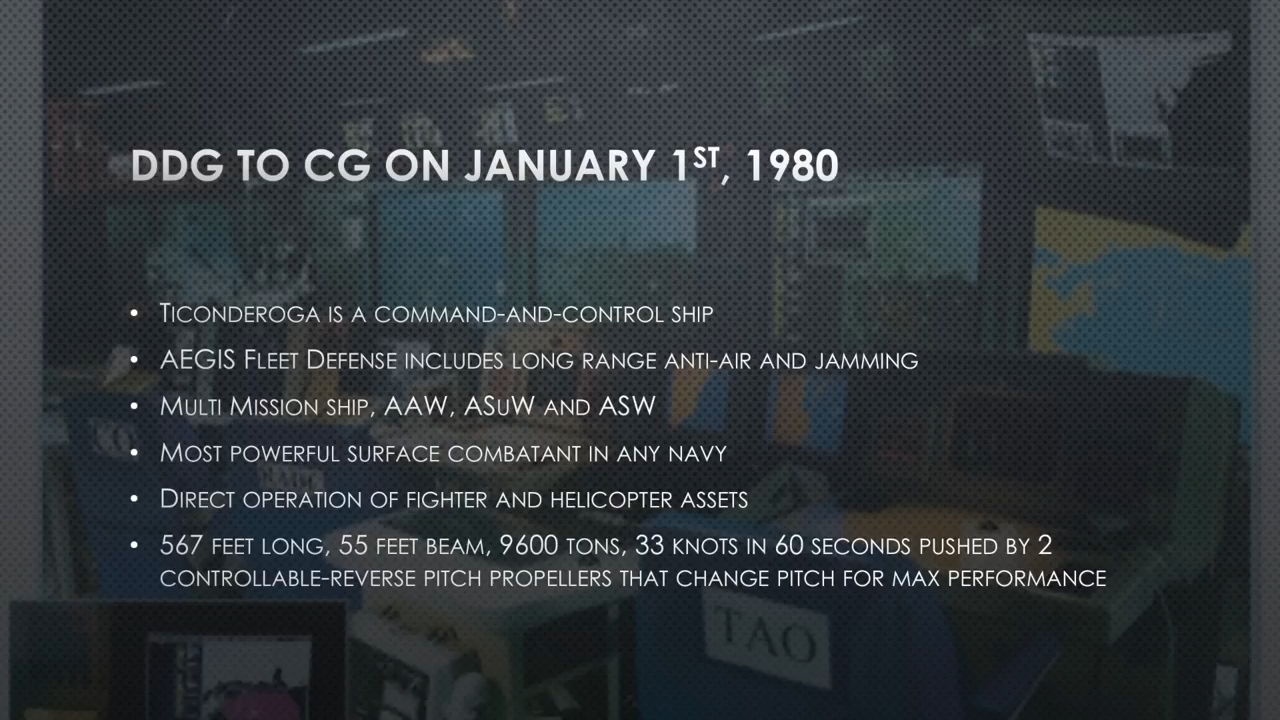 DDG TO CG ON JANUARY 1ST, 1980
• TICONDEROGA IS A COMMAND-AND-CONTROL SHIP
• AEGIS FLEET DEFENSE INCLUDES LONG RANGE ANTI-AIR AND JAMMING
• MULTI MISSION SHIP, AAW, ASUW AND ASW
• MOST POWERFUL SURFACE COMBATANT IN ANY NAVY
• DIRECT OPERATION OF FIGHTER AND HELICOPTER ASSETS
• 567 FEET LONG, 55 FEET BEAM, 9600 TONS, 33 KNOTS IN 60 SECONDS PUSHED BY 2
CONTROLLABLE-REVERSE PITCH PROPELLERS THAT CHANGE PITCH FOR MAX PERFORMANCE
TAO